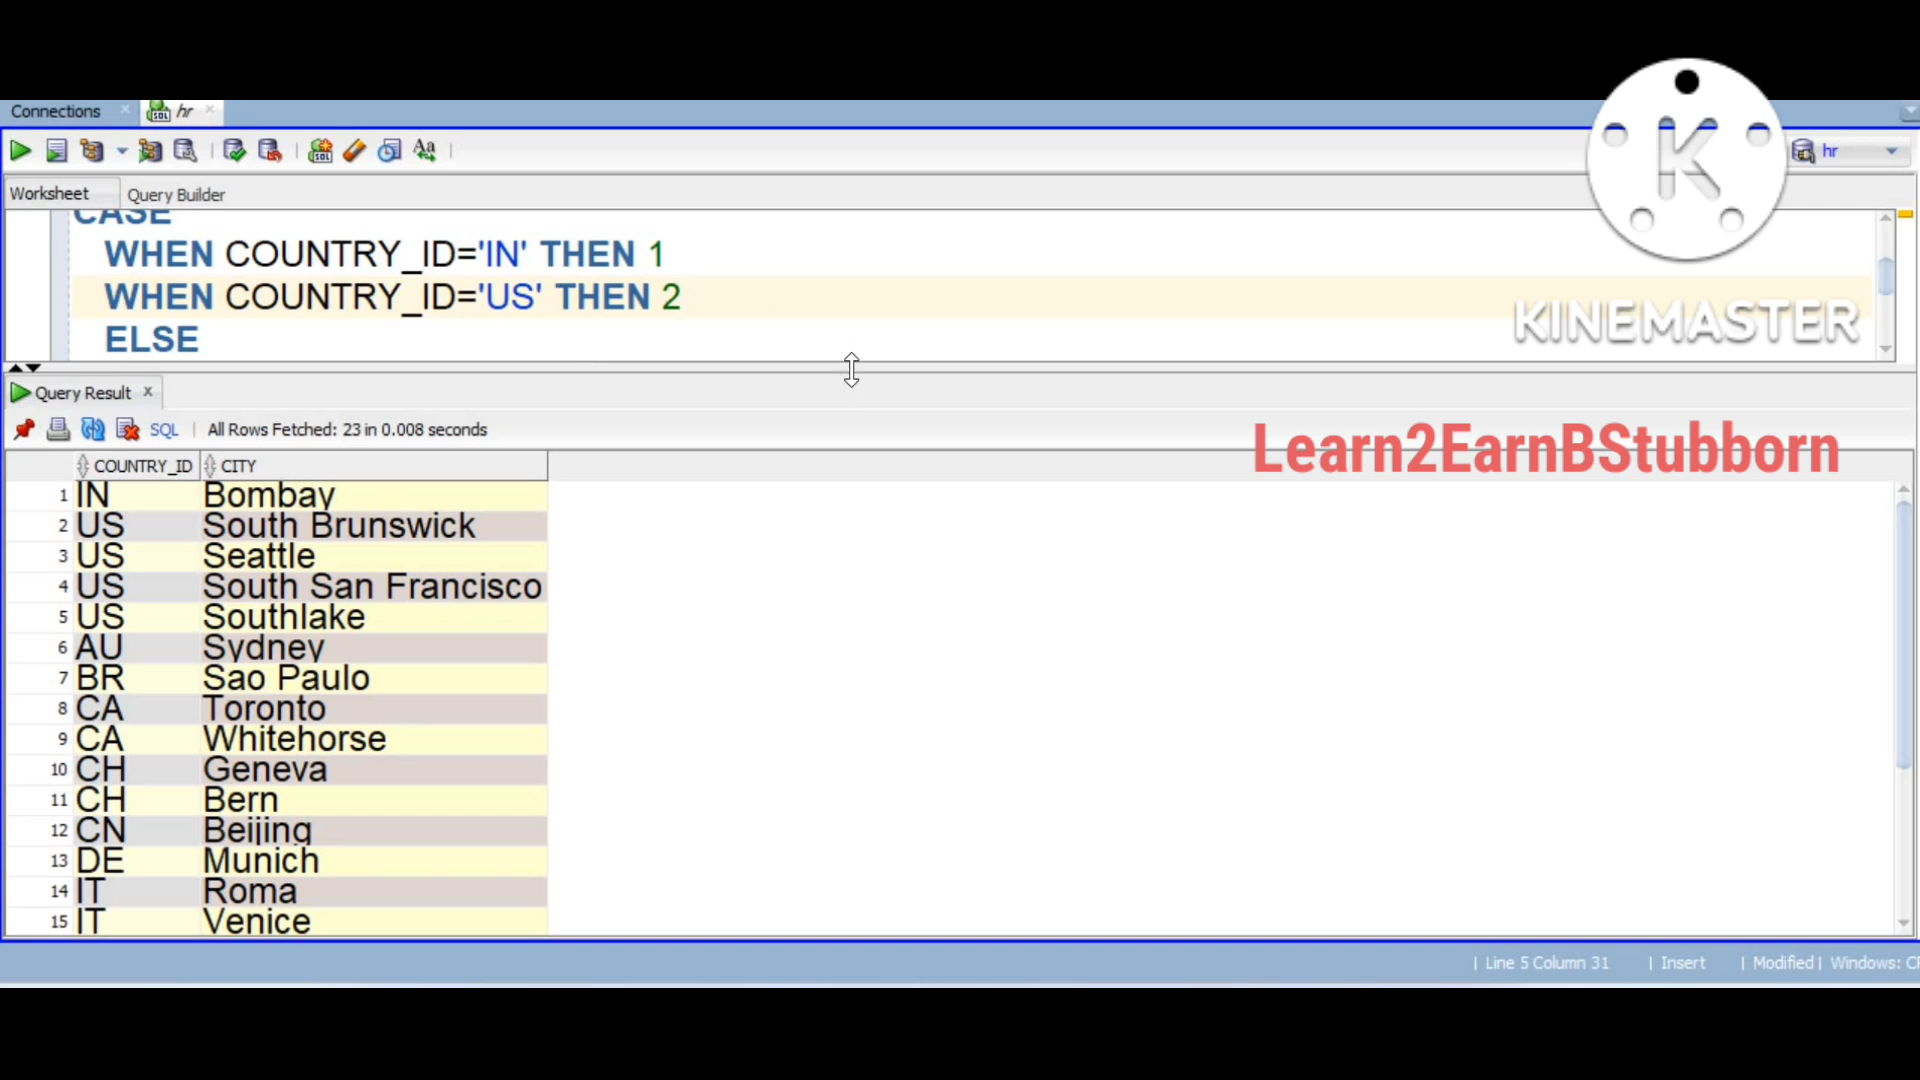 Connections hr
hr
Worksheet Query Builder
CASE
WHEN COUNTRY_ID='IN' THEN 1
WHEN COUNTRY_ID='US' THEN 2
ELSE
K
KINEMASTER
Query Result
SQL All Rows Fetched: 23 in 0.008 seconds
Learn2EarnBStubborn
COUNTRY_ID CITY
1 IN Bombay
2 US South Brunswick
3 US Seattle
4 US South San Francisco
5 US Southlake
6 AU Sydney
7 BR Sao Paulo
8 CA Toronto
9 CA Whitehorse
10 CH Geneva
11 CH Bern
12 CN Beijing
13 DE Munich
14 IT Roma
15 IT Venice
| Line 5 Column 31 | Insert | Modified | Windows: CR